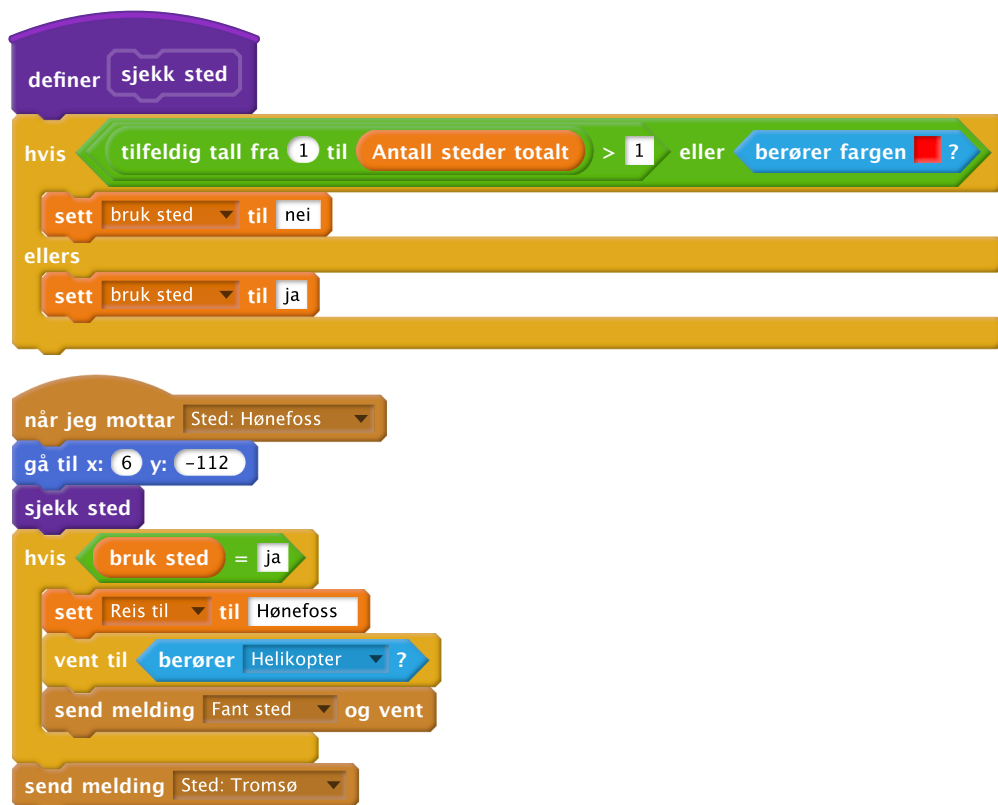 definer sjekk sted
hvis tilfeldig tall fra 1 til Antall steder totalt > 1 eller berører fargen ?
sett bruk sted til nei
ellers
sett bruk sted til ja
når jeg mottar Sted: Hønefoss
gå til x: 6 y: -112
sjekk sted
hvis bruk sted = ja
sett Reis til til Hønefoss
vent til berører Helikopter ?
send melding Fant sted og vent
send melding Sted: Tromsø